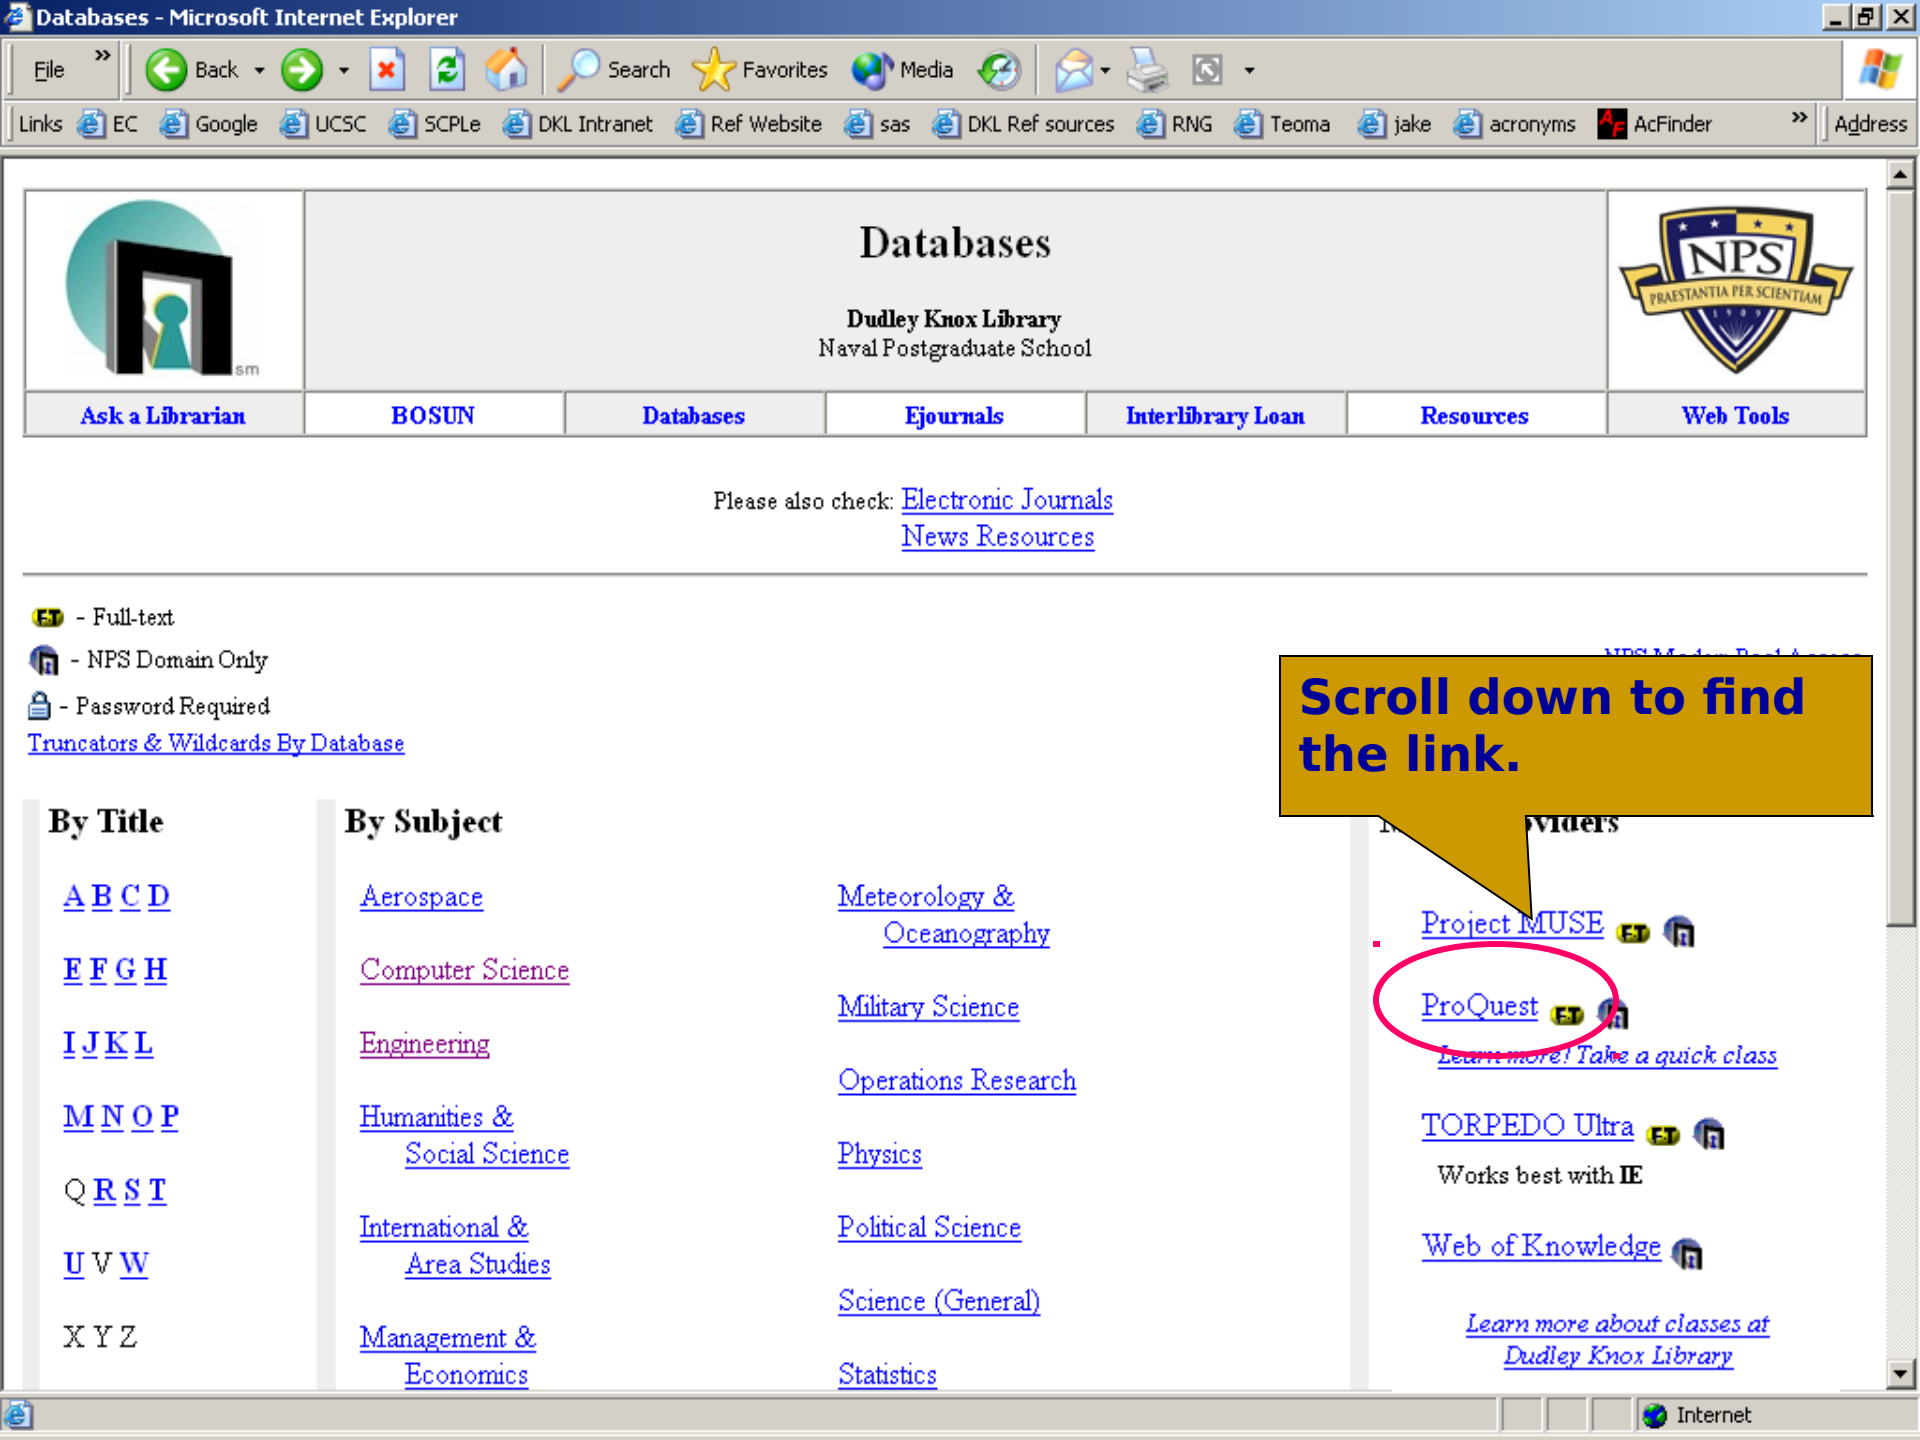 Databases - Microsoft Internet Explorer
File » Back Search Favorites Media
Links EC Google UCSC SCPLe DKL Intranet Ref Website sas DKL Ref sources RNG Teoma jake acronyms AcFinder » Address
Databases
Dudley Knox Library
Naval Postgraduate School
sm
NPS
PRAESTANTIA PER SCIENTIAM
1909
Ask a Librarian BOSUN Databases Ejournals Interlibrary Loan Resources Web Tools
Please also check: Electronic Journals
News Resources
F.T - Full-text
- NPS Domain Only
- Password Required
Truncators & Wildcards By Database
Scroll down to find
the link.
By Title
A B C D
E F G H
I J K L
M N O P
Q R S T
U V W
X Y Z
By Subject
Aerospace
Computer Science
Engineering
Humanities &
Social Science
International &
Area Studies
Management &
Economics
Meteorology &
Oceanography
Military Science
Operations Research
Physics
Political Science
Science (General)
Statistics
Project MUSE F.T
ProQuest F.T
Learn more! Take a quick class
TORPEDO Ultra F.T
Works best with IE
Web of Knowledge
Learn more about classes at
Dudley Knox Library
Internet